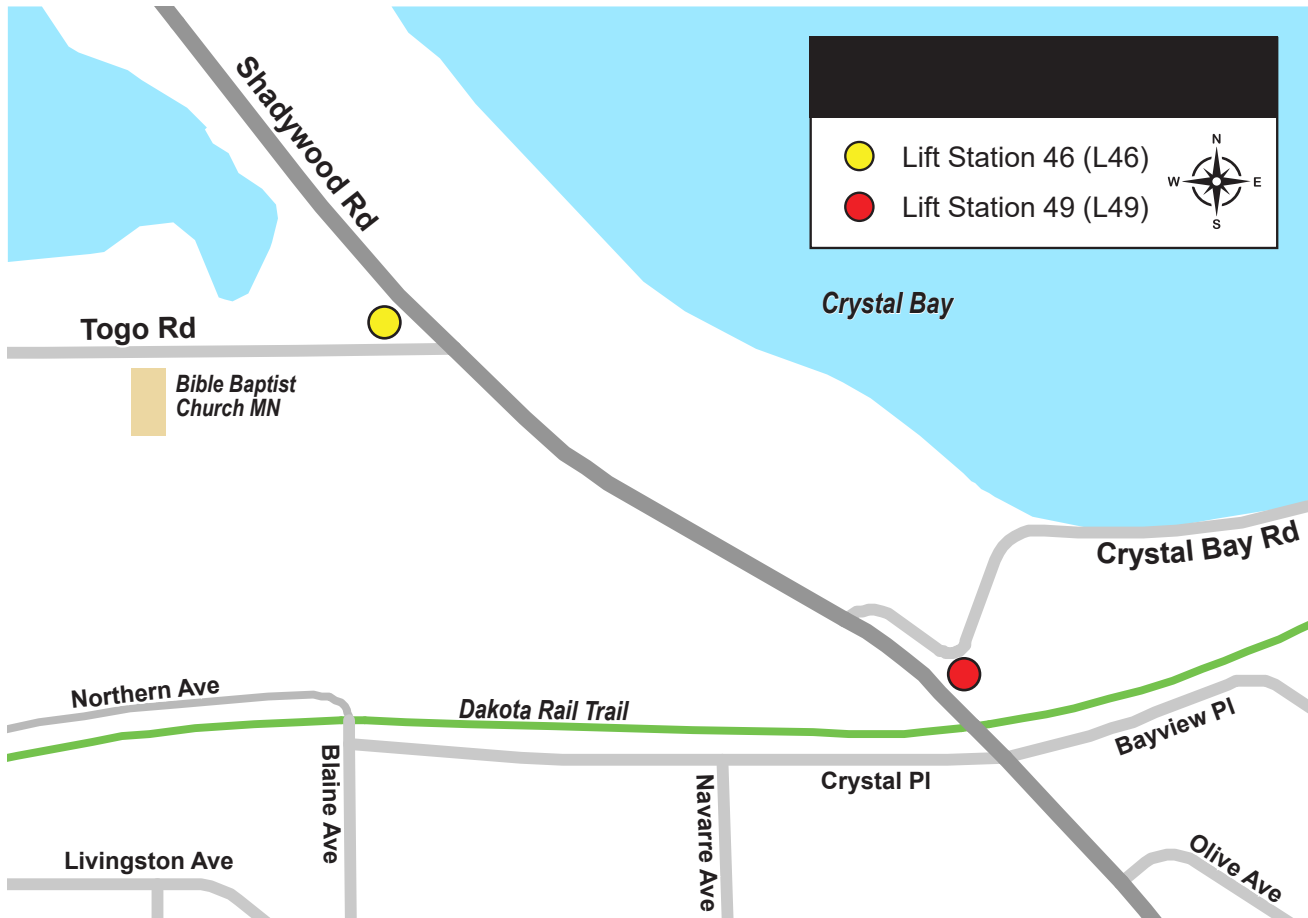 Shadywood Rd
N
Lift Station 46 (L46)
W
E
Lift Station 49 (L49)
S
Crystal Bay
Togo Rd
Bible Baptist
Church MN
Crystal Bay Rd
Northern Ave
Dakota Rail Trail
Bayview Pl
Blaine Ave
Crystal Pl
Navarre Ave
Livingston Ave
Olive Ave